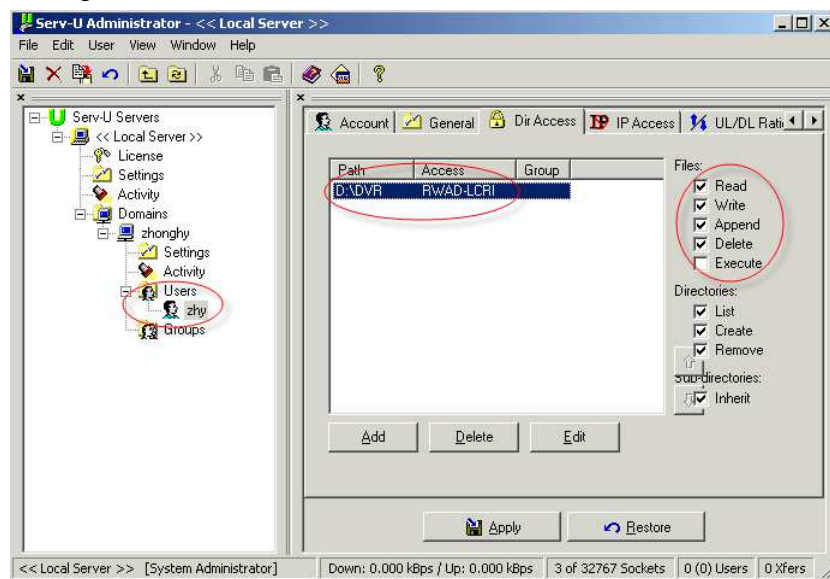 Serv-U Administrator - << Local Server >>
File Edit User View Window Help
Serv-U Servers
<< Local Server >>
License
Settings
Activity
Domains
zhonghy
Settings
Activity
Users
zhy
Groups
Account General Dir Access IP Access UL/DL Rati
Path Access Group
D:\DVR RWAD-LCRI
Files:
Read
Write
Append
Delete
Execute
Directories:
List
Create
Remove
Sub-directories:
Inherit
Add Delete Edit
Apply Restore
<< Local Server >> [System Administrator] Down: 0.000 kBps / Up: 0.000 kBps 3 of 32767 Sockets 0 (0) Users 0 Xfers